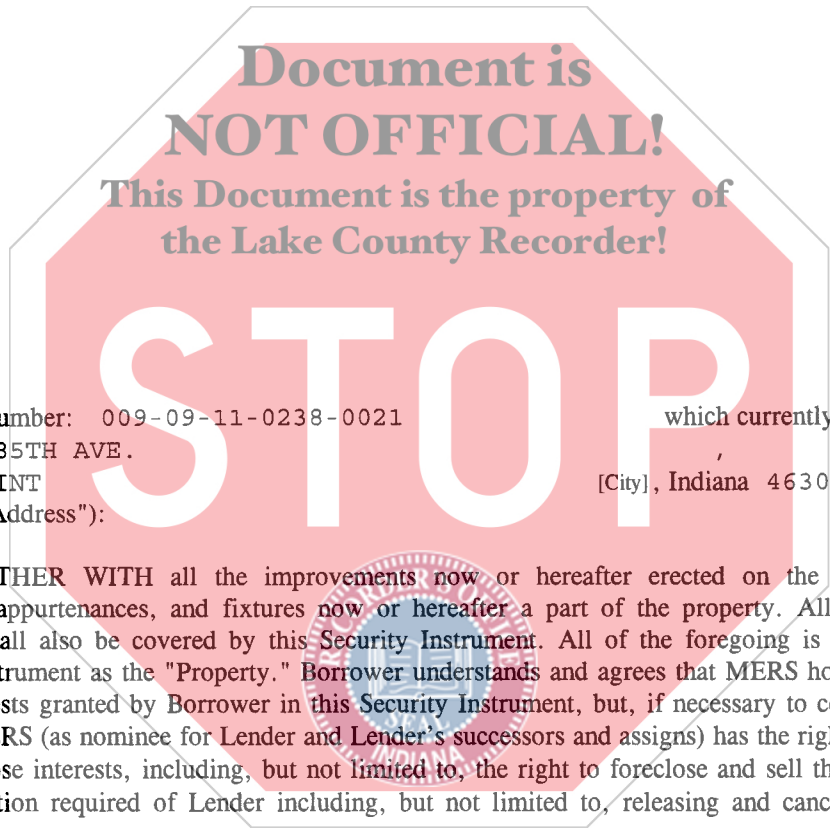 Document is
NOT OFFICIAL!
This Document is the property of
the Lake County Recorder!
STOP
umber: 009-09-11-0238-0021 which currently
35TH AVE. ,
INT [City], Indiana 4630
Address"):
THER WITH all the improvements now or hereafter erected on the
appurtenances, and fixtures now or hereafter a part of the property. All
all also be covered by this Security Instrument. All of the foregoing is
trument as the "Property." Borrower understands and agrees that MERS ho
sts granted by Borrower in this Security Instrument, but, if necessary to c
RS (as nominee for Lender and Lender's successors and assigns) has the righ
se interests, including, but not limited to, the right to foreclose and sell th
tion required of Lender including, but not limited to, releasing and canc
RECORDER'S OFFICE
SEAL
INDIANA